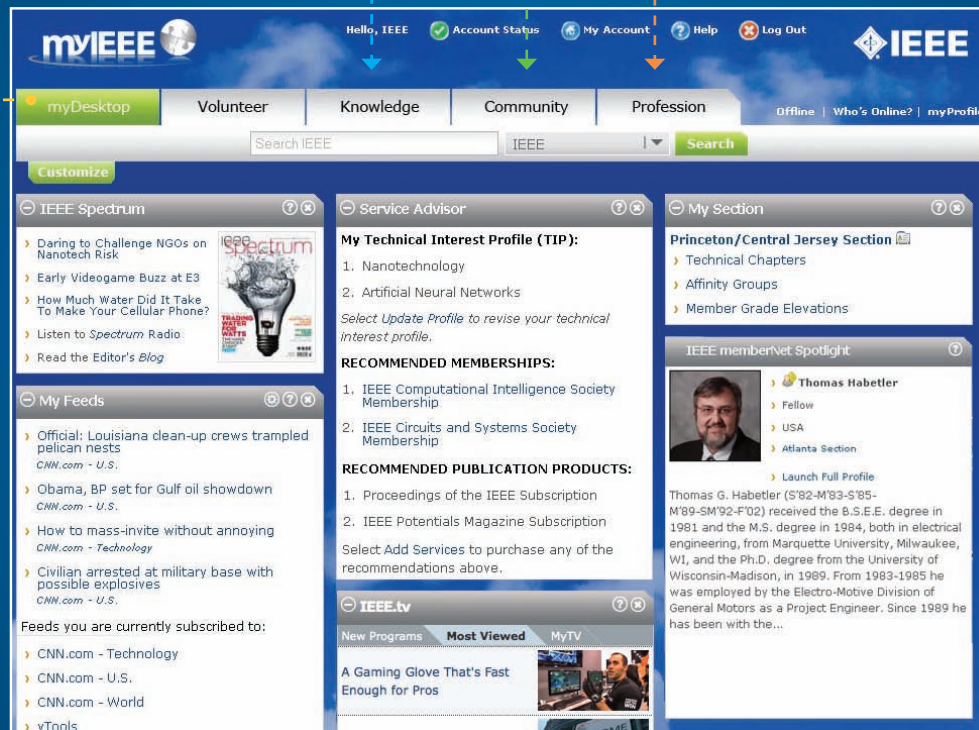 myIEEE
Hello, IEEE
Account Status
My Account
Help
Log Out
IEEE
myDesktop
Volunteer
Knowledge
Community
Profession
Offline | Who's Online? | myProfile
Search IEEE
IEEE
Search
Customize
IEEE Spectrum
Daring to Challenge NGOs on
Nanotech Risk
Early Videogame Buzz at E3
How Much Water Did It Take
To Make Your Cellular Phone?
Listen to Spectrum Radio
Read the Editor's Blog
ieee
spectrum
TRADING
WATER
FOR
WATTS
My Feeds
Official: Louisiana clean-up crews trampled
pelican nests
CNN.com - U.S.
Obama, BP set for Gulf oil showdown
CNN.com - U.S.
How to mass-invite without annoying
CNN.com - Technology
Civilian arrested at military base with
possible explosives
CNN.com - U.S.
Feeds you are currently subscribed to:
CNN.com - Technology
CNN.com - U.S.
CNN.com - World
vTools
Service Advisor
My Technical Interest Profile (TIP):
1. Nanotechnology
2. Artificial Neural Networks
Select Update Profile to revise your technical
interest profile.
RECOMMENDED MEMBERSHIPS:
1. IEEE Computational Intelligence Society
Membership
2. IEEE Circuits and Systems Society
Membership
RECOMMENDED PUBLICATION PRODUCTS:
1. Proceedings of the IEEE Subscription
2. IEEE Potentials Magazine Subscription
Select Add Services to purchase any of the
recommendations above.
IEEE.tv
New Programs
Most Viewed
MyTV
A Gaming Glove That's Fast
Enough for Pros
My Section
Princeton/Central Jersey Section
Technical Chapters
Affinity Groups
Member Grade Elevations
IEEE memberNet Spotlight
Thomas Habetler
Fellow
USA
Atlanta Section
Launch Full Profile
Thomas G. Habetler (S'82-M'83-S'85-
M'89-SM'92-F'02) received the B.S.E.E. degree in
1981 and the M.S. degree in 1984, both in electrical
engineering, from Marquette University, Milwaukee,
WI, and the Ph.D. degree from the University of
Wisconsin-Madison, in 1989. From 1983-1985 he
was employed by the Electro-Motive Division of
General Motors as a Project Engineer. Since 1989 he
has been with the...